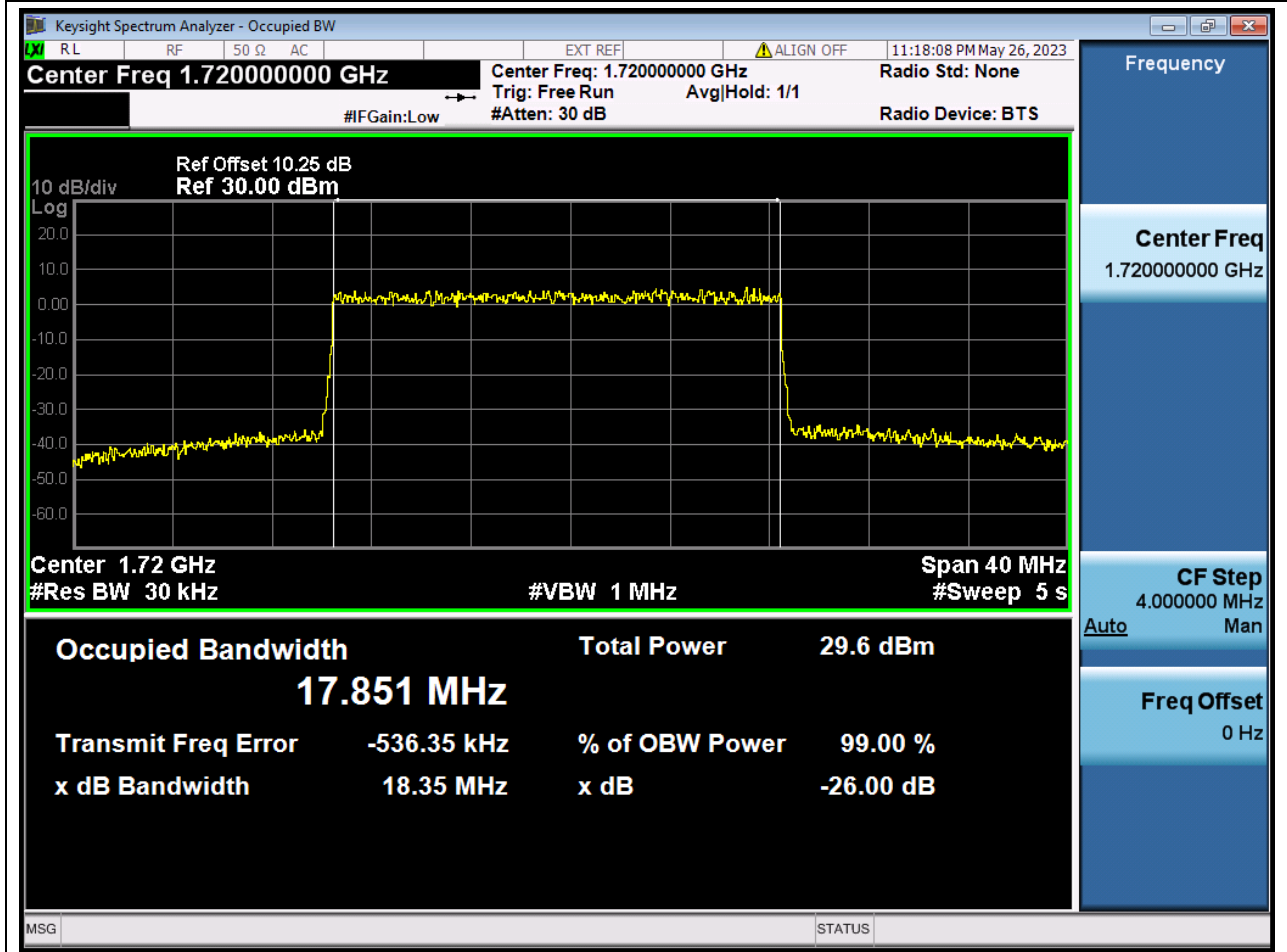 Keysight Spectrum Analyzer - Occupied BW
LXI RL RF 50 Ω AC EXT REF ALIGN OFF 11:18:08 PM May 26, 2023
Center Freq 1.720000000 GHz
Center Freq: 1.720000000 GHz
Radio Std: None
Trig: Free Run Avg|Hold: 1/1
#IFGain:Low
#Atten: 30 dB
Radio Device: BTS
Ref Offset 10.25 dB
10 dB/div Ref 30.00 dBm
Log
20.0
10.0
0.00
-10.0
-20.0
-30.0
-40.0
-50.0
-60.0
Center 1.72 GHz
Span 40 MHz
#Res BW 30 kHz
#VBW 1 MHz
#Sweep 5 s
Occupied Bandwidth
17.851 MHz
Total Power 29.6 dBm
Transmit Freq Error -536.35 kHz
% of OBW Power 99.00 %
x dB Bandwidth 18.35 MHz
x dB -26.00 dB
Frequency
Center Freq
1.720000000 GHz
CF Step
4.000000 MHz
Auto Man
Freq Offset
0 Hz
MSG
STATUS